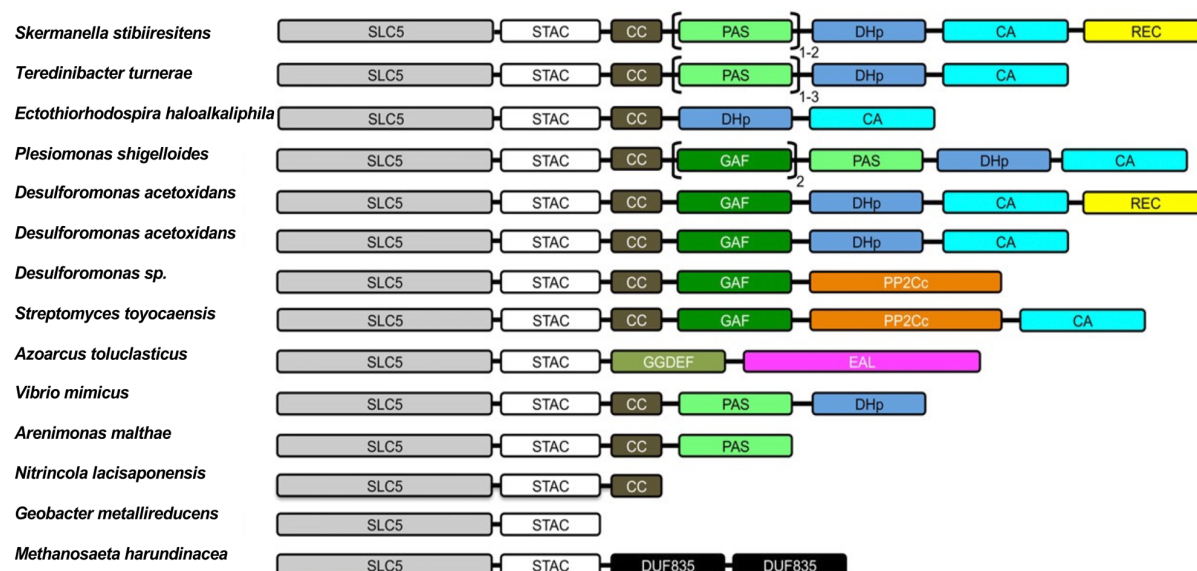 Skermanella stibiiresitens SLC5 STAC CC PAS 1-2 DHp CA REC
Teredinibacter turnerae SLC5 STAC CC PAS 1-3 DHp CA
Ectothiorhodospira haloalkaliphila SLC5 STAC CC DHp CA
Plesiomonas shigelloides SLC5 STAC CC GAF 2 PAS DHp CA
Desulforomonas acetoxidans SLC5 STAC CC GAF DHp CA REC
Desulforomonas acetoxidans SLC5 STAC CC GAF DHp CA
Desulforomonas sp. SLC5 STAC CC GAF PP2Cc
Streptomyces toyocaensis SLC5 STAC CC GAF PP2Cc CA
Azoarcus toluclasticus SLC5 STAC GGDEF EAL
Vibrio mimicus SLC5 STAC CC PAS DHp
Arenimonas malthae SLC5 STAC CC PAS
Nitrincola lacisaponensis SLC5 STAC CC
Geobacter metallireducens SLC5 STAC
Methanosaeta harundinacea SLC5 STAC DUF835 DUF835